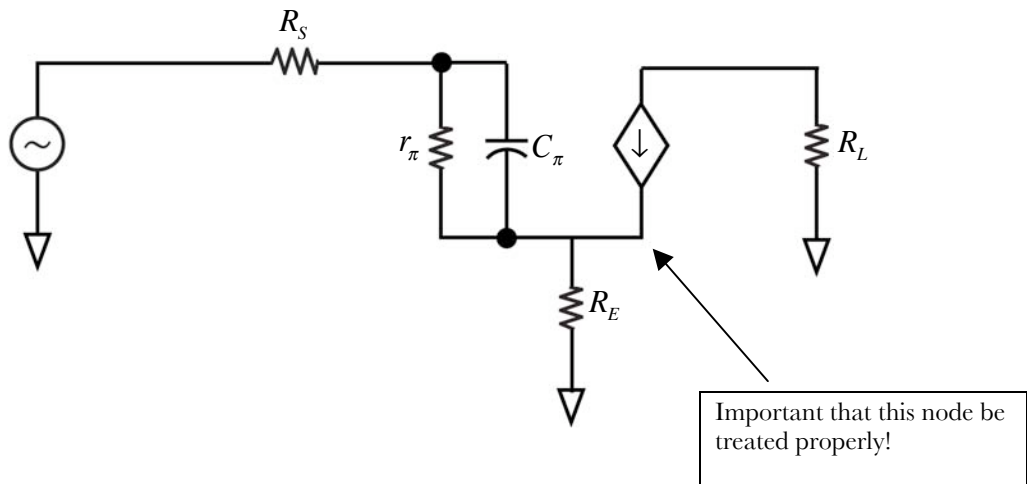 R_S
r_π
C_π
R_L
R_E
Important that this node be
treated properly!